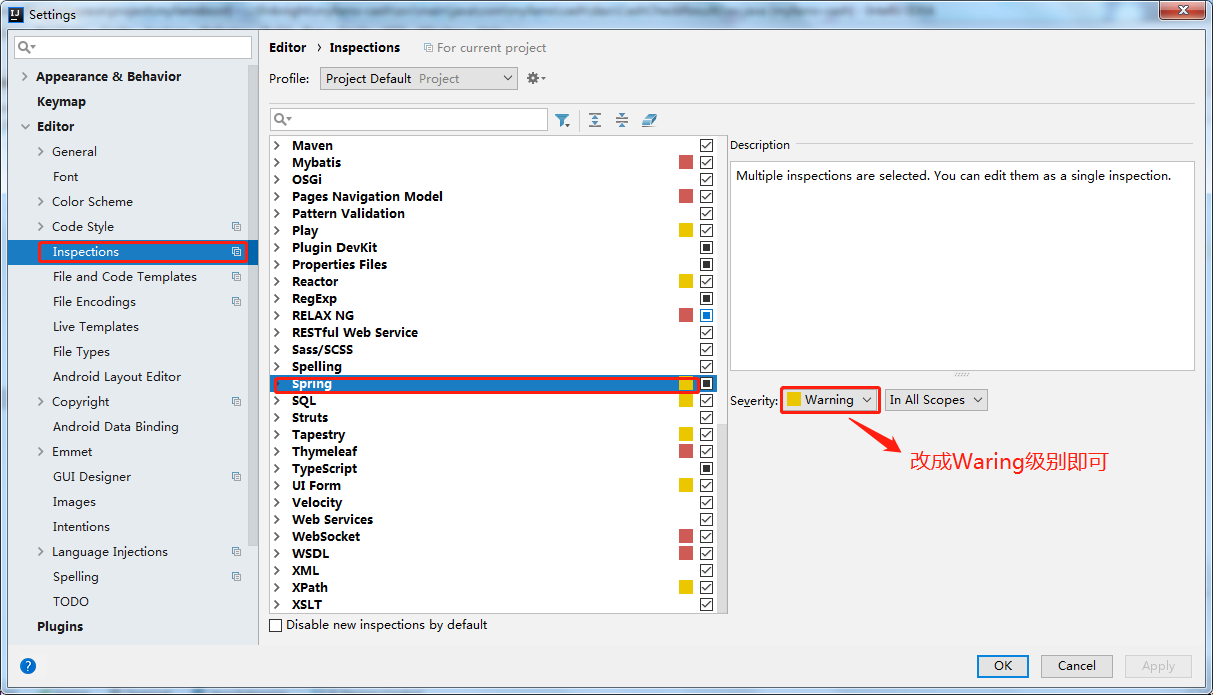 Settings
Appearance & Behavior
Keymap
Editor
General
Font
Color Scheme
Code Style
Inspections
File and Code Templates
File Encodings
Live Templates
File Types
Android Layout Editor
Copyright
Android Data Binding
Emmet
GUI Designer
Images
Intentions
Language Injections
Spelling
TODO
Plugins
Editor › Inspections For current project
Profile: Project Default Project
Maven
Mybatis
OSGi
Pages Navigation Model
Pattern Validation
Play
Plugin DevKit
Properties Files
Reactor
RegExp
RELAX NG
RESTful Web Service
Sass/SCSS
Spelling
Spring
SQL
Struts
Tapestry
Thymeleaf
TypeScript
UI Form
Velocity
Web Services
WebSocket
WSDL
XML
XPath
XSLT
Disable new inspections by default
Description
Multiple inspections are selected. You can edit them as a single inspection.
Severity: Warning In All Scopes
改成Waring级别即可
? OK Cancel Apply